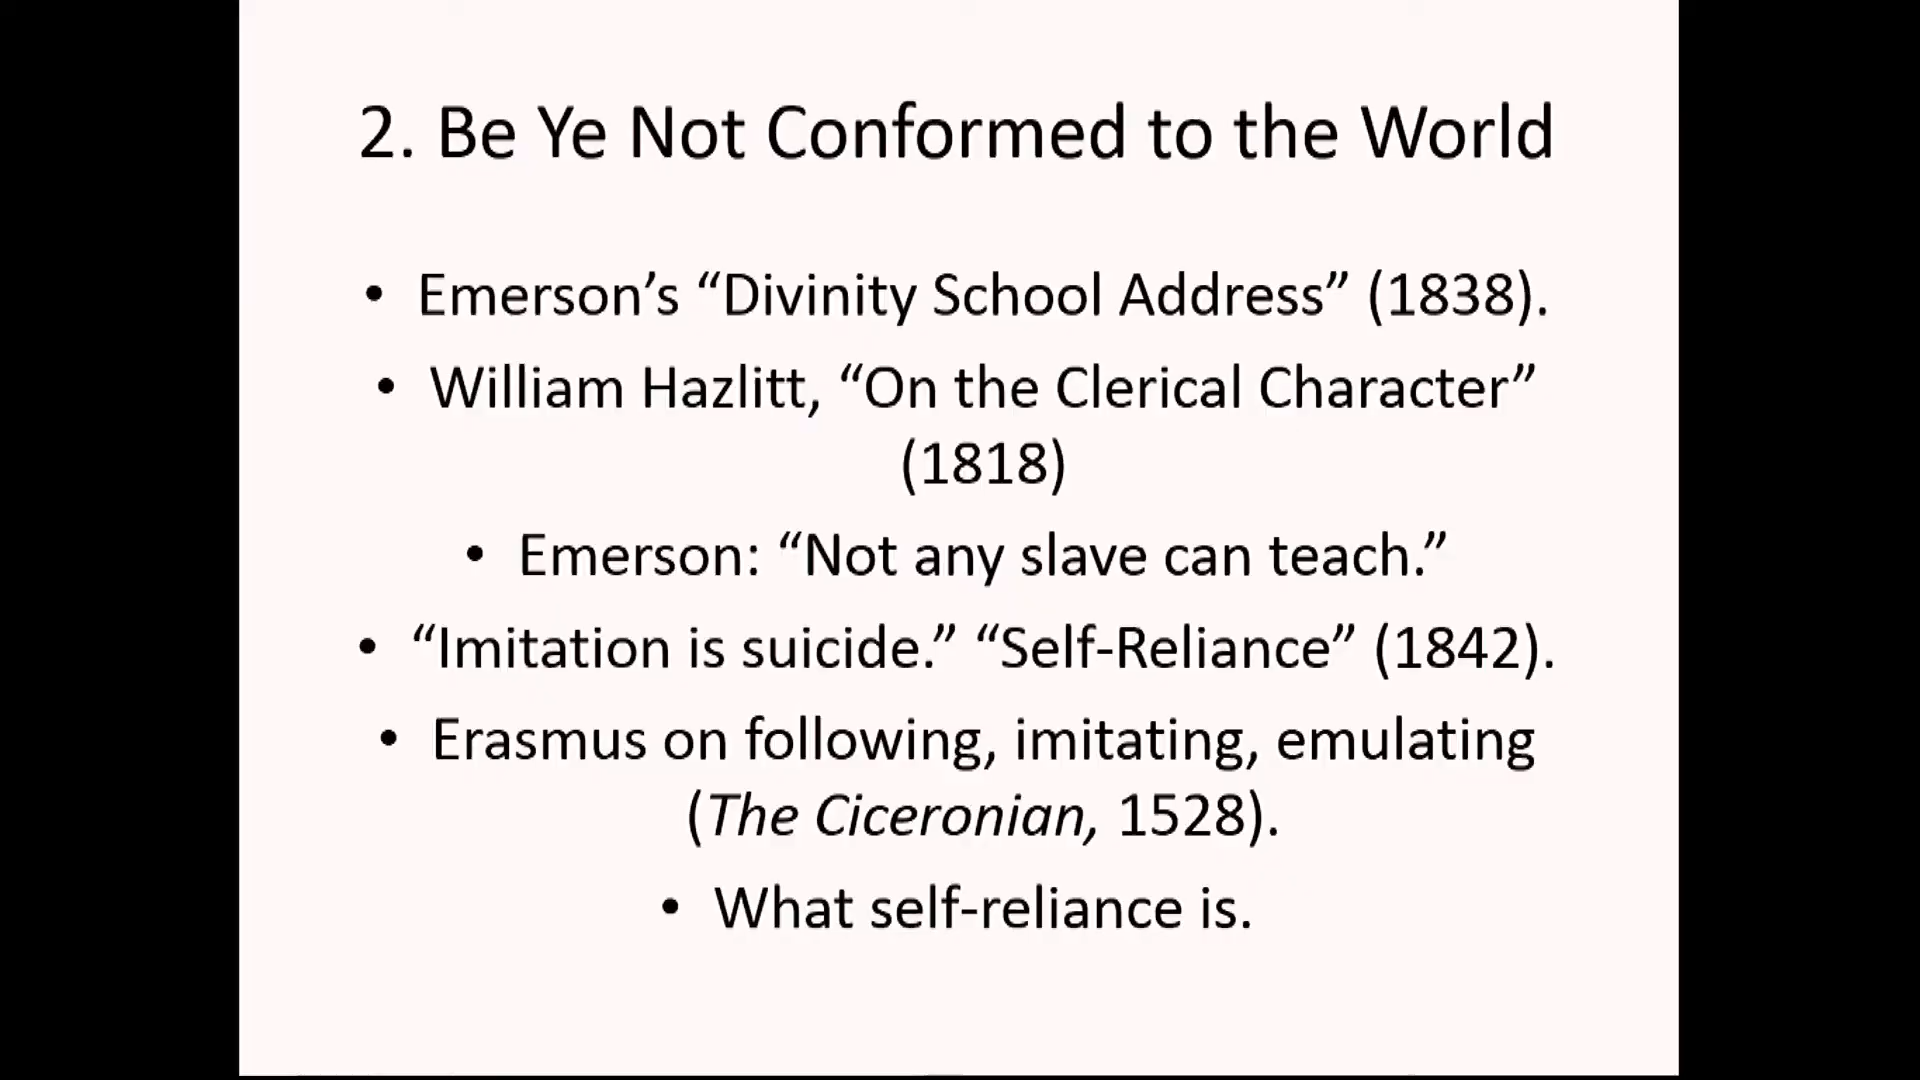 2. Be Ye Not Conformed to the World
• Emerson’s “Divinity School Address” (1838).
• William Hazlitt, “On the Clerical Character”
(1818)
• Emerson: “Not any slave can teach.”
• “Imitation is suicide.” “Self-Reliance” (1842).
• Erasmus on following, imitating, emulating
(The Ciceronian, 1528).
• What self-reliance is.